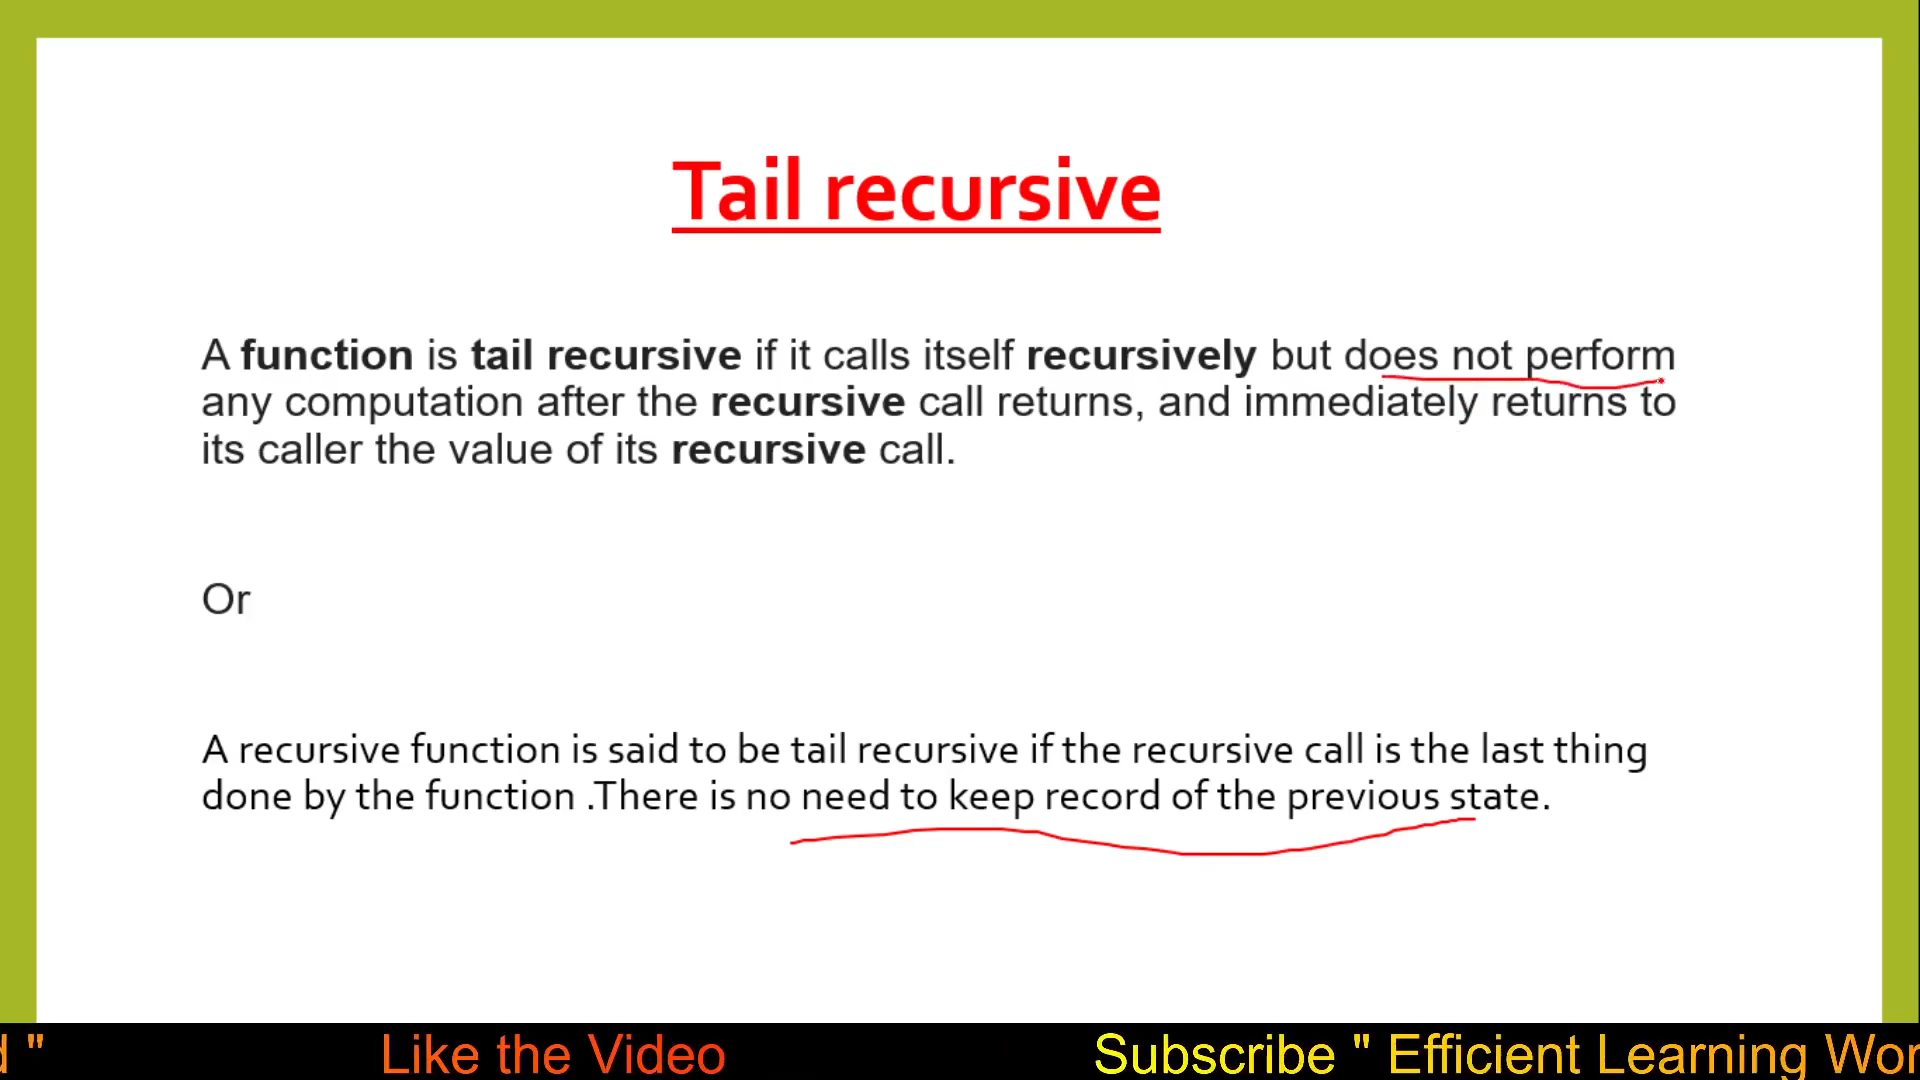 Tail recursive
A function is tail recursive if it calls itself recursively but does not perform
any computation after the recursive call returns, and immediately returns to
its caller the value of its recursive call.
Or
A recursive function is said to be tail recursive if the recursive call is the last thing
done by the function .There is no need to keep record of the previous state.
" Like the Video Subscribe " Efficient Learning